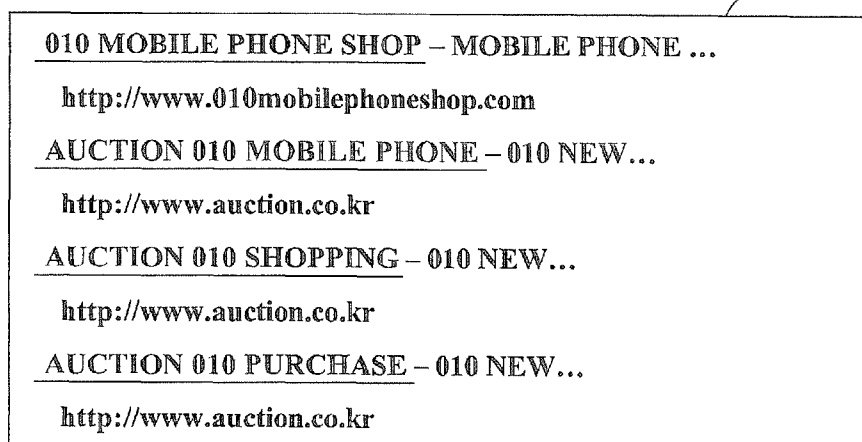 010 MOBILE PHONE SHOP – MOBILE PHONE ...
http://www.010mobilephoneshop.com
AUCTION 010 MOBILE PHONE – 010 NEW...
http://www.auction.co.kr
AUCTION 010 SHOPPING – 010 NEW...
http://www.auction.co.kr
AUCTION 010 PURCHASE – 010 NEW...
http://www.auction.co.kr